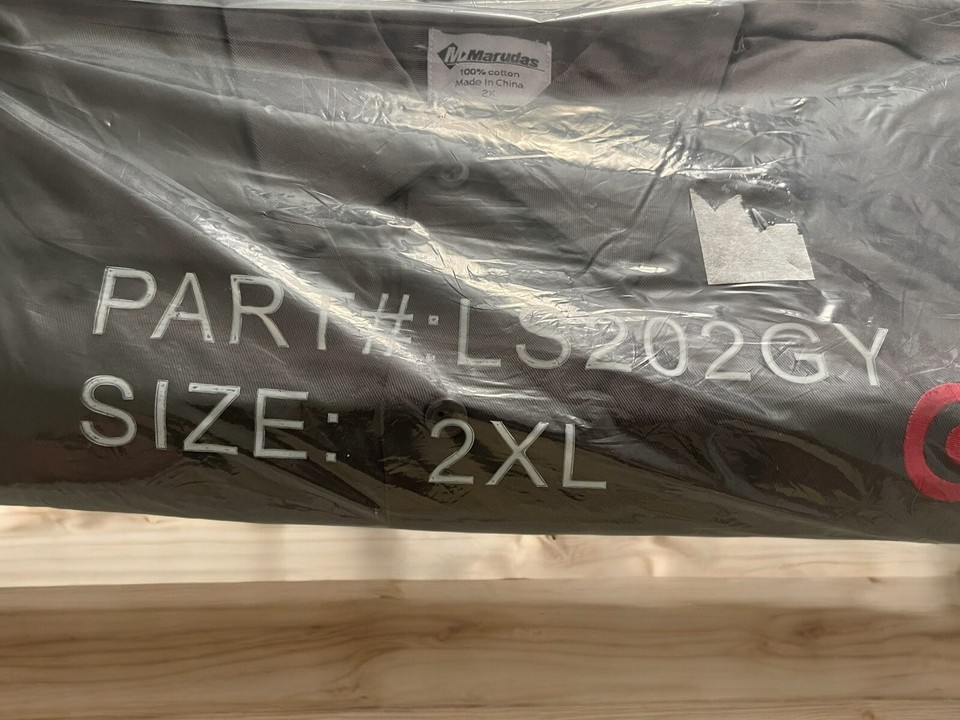 Marudas
100% cotton
Made In China
2X
PART#:LS202GY
SIZE: 2XL